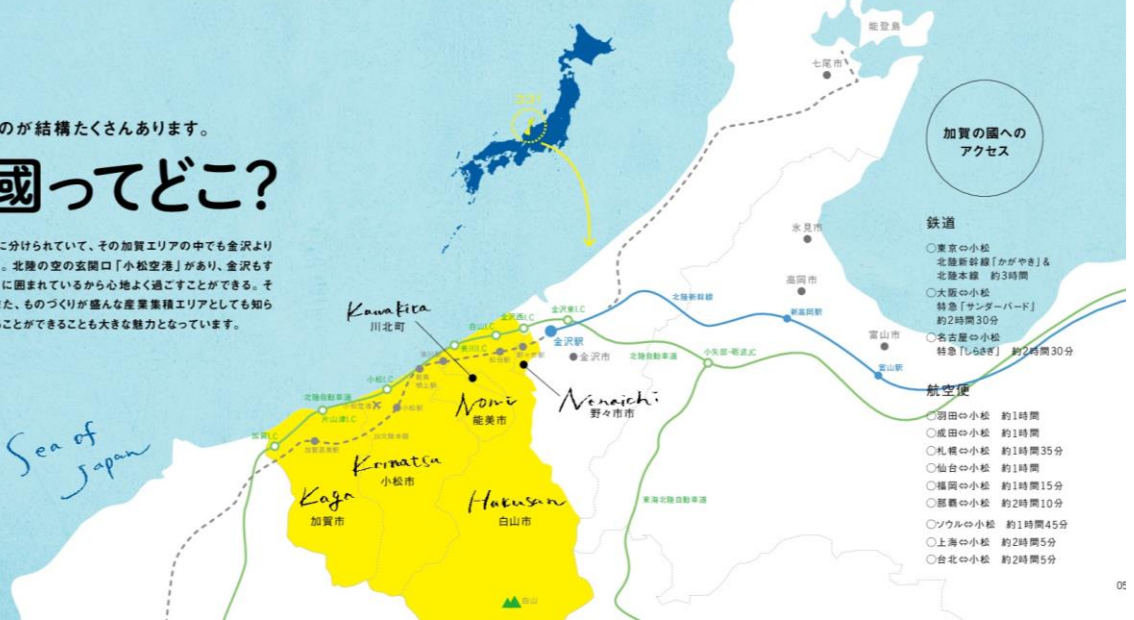 のが結構たくさんあります。
國ってどこ？
に分けられていて、その加賀エリアの中でも金沢より
。北陸の空の玄関口「小松空港」があり、金沢もす
に囲まれているから心地よく過ごすことができる。そ
また、ものづくりが盛んな産業集積エリアとしても知ら
ことができることも大きな魅力となっています。
能登島
七尾市
氷見市
高岡市
新高岡駅
富山市
富山駅
北陸新幹線
金沢東I.C
金沢西I.C
白山I.C
美川I.C
金沢駅
金沢市
北陸自動車道
小矢部・砺波JC
東海北陸自動車道
Kawakita
川北町
Nonoichi
野々市市
Nomi
能美市
小松I.C
北陸自動車道
片山津I.C
加賀I.C
小松駅
加賀温泉駅
Komatsu
小松市
Kaga
加賀市
Hakusan
白山市
白山
Sea of
Japan
加賀の國への
アクセス
鉄道
○東京⇔小松
北陸新幹線「かがやき」&
北陸本線　約3時間
○大阪⇔小松
特急「サンダーバード」
約2時間30分
○名古屋⇔小松
特急「しらさぎ」　約2時間30分
航空便
○羽田⇔小松　約1時間
○成田⇔小松　約1時間
○札幌⇔小松　約1時間35分
○仙台⇔小松　約1時間
○福岡⇔小松　約1時間15分
○那覇⇔小松　約2時間10分
○ソウル⇔小松　約1時間45分
○上海⇔小松　約2時間5分
○台北⇔小松　約2時間5分
05